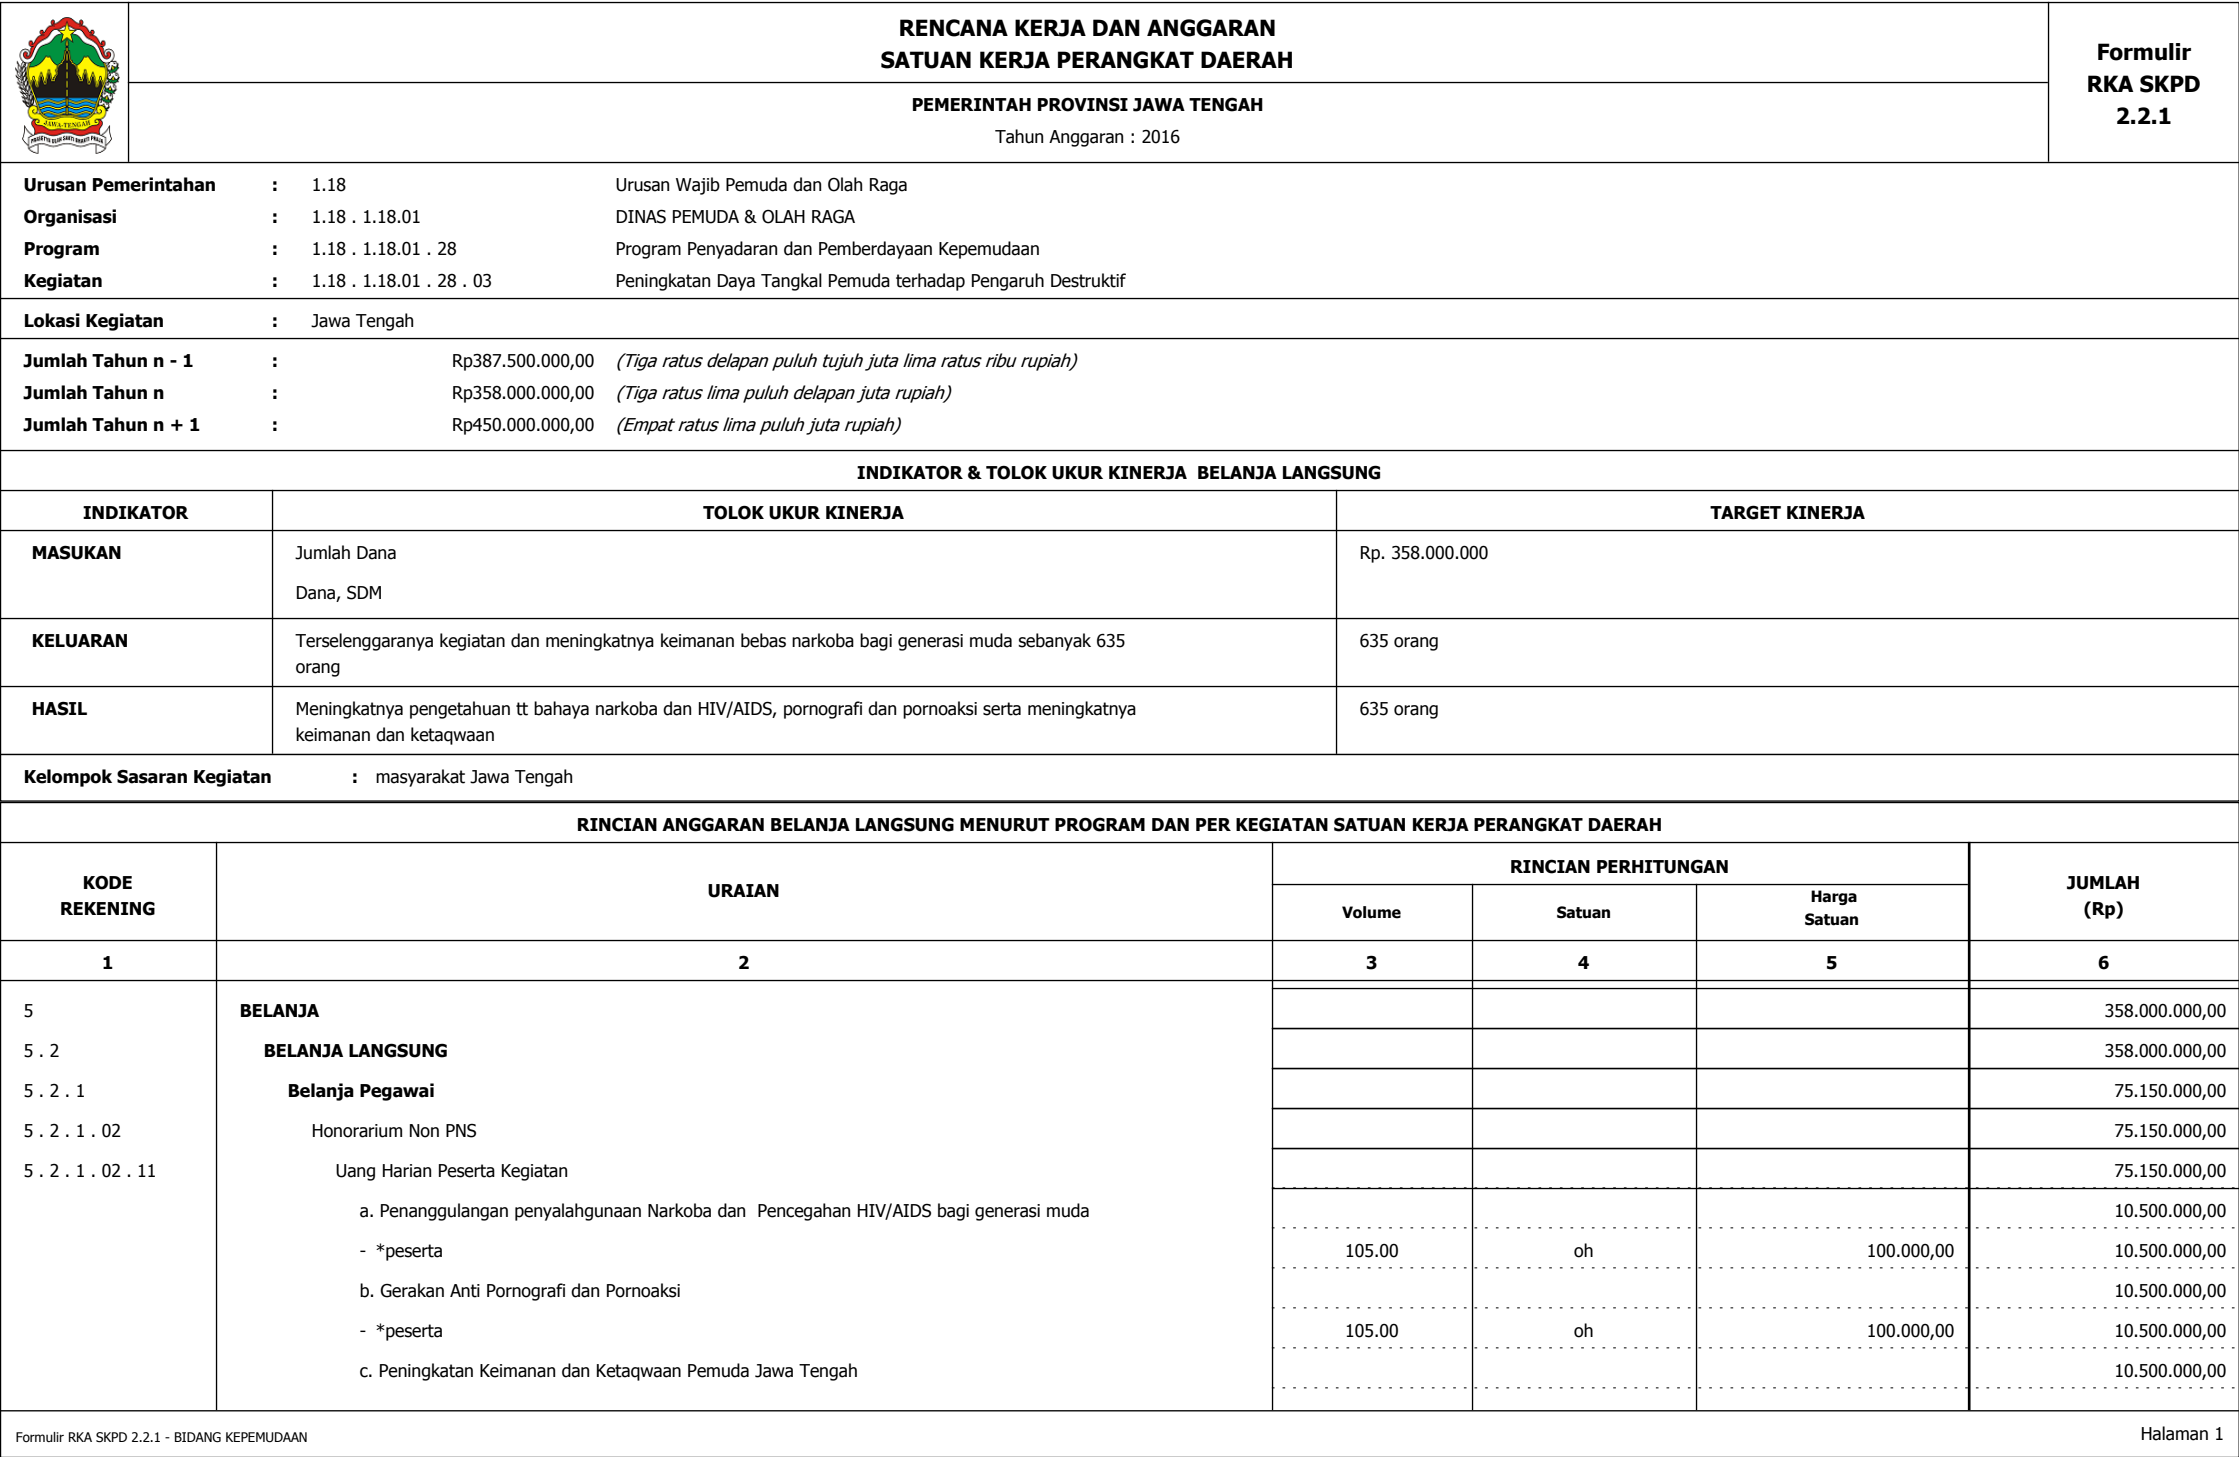 RENCANA KERJA DAN ANGGARAN
SATUAN KERJA PERANGKAT DAERAH
PEMERINTAH PROVINSI JAWA TENGAH
Tahun Anggaran : 2016
Formulir
RKA SKPD
2.2.1
JAWA-TENGAH
Urusan Pemerintahan : 1.18 Urusan Wajib Pemuda dan Olah Raga
Organisasi : 1.18 . 1.18.01 DINAS PEMUDA & OLAH RAGA
Program : 1.18 . 1.18.01 . 28 Program Penyadaran dan Pemberdayaan Kepemudaan
Kegiatan : 1.18 . 1.18.01 . 28 . 03 Peningkatan Daya Tangkal Pemuda terhadap Pengaruh Destruktif
Lokasi Kegiatan : Jawa Tengah
Jumlah Tahun n - 1 : Rp387.500.000,00 (Tiga ratus delapan puluh tujuh juta lima ratus ribu rupiah)
Jumlah Tahun n : Rp358.000.000,00 (Tiga ratus lima puluh delapan juta rupiah)
Jumlah Tahun n + 1 : Rp450.000.000,00 (Empat ratus lima puluh juta rupiah)
INDIKATOR & TOLOK UKUR KINERJA BELANJA LANGSUNG
INDIKATOR TOLOK UKUR KINERJA TARGET KINERJA
MASUKAN Jumlah Dana Rp. 358.000.000
Dana, SDM
KELUARAN Terselenggaranya kegiatan dan meningkatnya keimanan bebas narkoba bagi generasi muda sebanyak 635 635 orang
orang
HASIL Meningkatnya pengetahuan tt bahaya narkoba dan HIV/AIDS, pornografi dan pornoaksi serta meningkatnya 635 orang
keimanan dan ketaqwaan
Kelompok Sasaran Kegiatan : masyarakat Jawa Tengah
RINCIAN ANGGARAN BELANJA LANGSUNG MENURUT PROGRAM DAN PER KEGIATAN SATUAN KERJA PERANGKAT DAERAH
KODE REKENING URAIAN RINCIAN PERHITUNGAN JUMLAH (Rp)
Volume Satuan Harga Satuan
1 2 3 4 5 6
5 BELANJA 358.000.000,00
5 . 2 BELANJA LANGSUNG 358.000.000,00
5 . 2 . 1 Belanja Pegawai 75.150.000,00
5 . 2 . 1 . 02 Honorarium Non PNS 75.150.000,00
5 . 2 . 1 . 02 . 11 Uang Harian Peserta Kegiatan 75.150.000,00
a. Penanggulangan penyalahgunaan Narkoba dan Pencegahan HIV/AIDS bagi generasi muda 10.500.000,00
- *peserta 105.00 oh 100.000,00 10.500.000,00
b. Gerakan Anti Pornografi dan Pornoaksi 10.500.000,00
- *peserta 105.00 oh 100.000,00 10.500.000,00
c. Peningkatan Keimanan dan Ketaqwaan Pemuda Jawa Tengah 10.500.000,00
Formulir RKA SKPD 2.2.1 - BIDANG KEPEMUDAAN Halaman 1